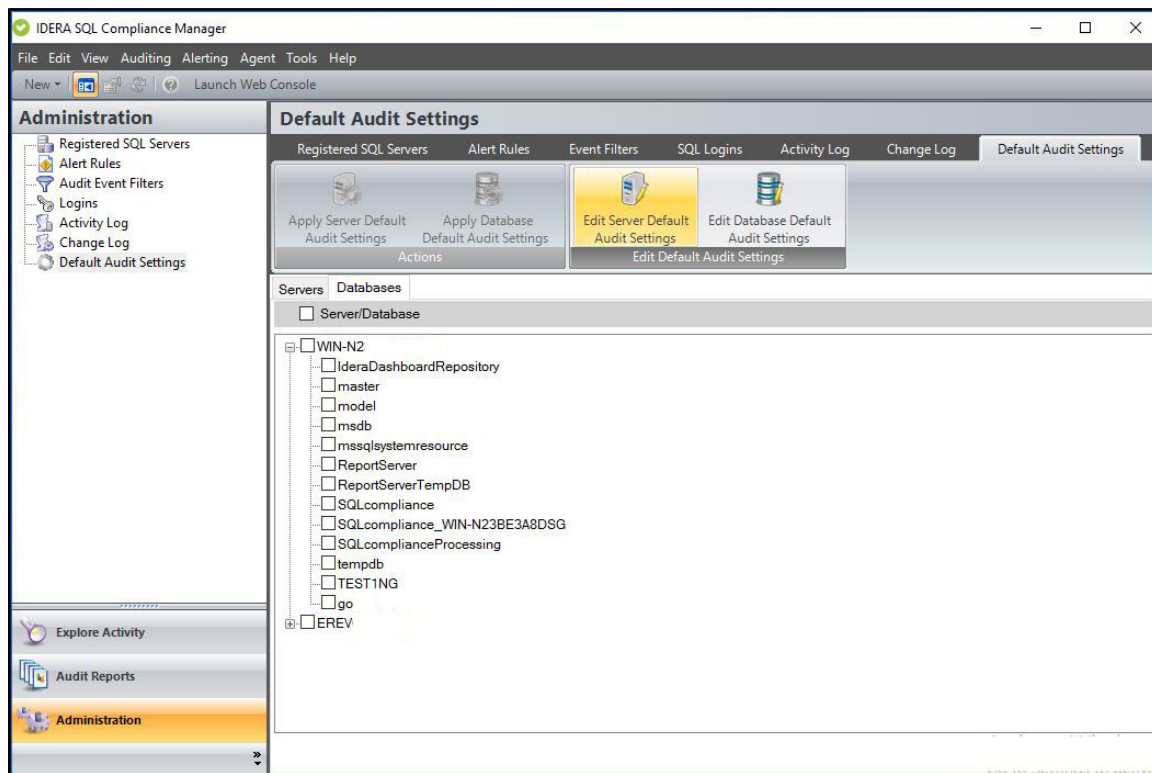 IDERA SQL Compliance Manager
File Edit View Auditing Alerting Agent Tools Help
New Launch Web Console
Administration
Registered SQL Servers
Alert Rules
Audit Event Filters
Logins
Activity Log
Change Log
Default Audit Settings
Explore Activity
Audit Reports
Administration
Default Audit Settings
Registered SQL Servers Alert Rules Event Filters SQL Logins Activity Log Change Log Default Audit Settings
Apply Server Default Audit Settings
Apply Database Default Audit Settings
Actions
Edit Server Default Audit Settings
Edit Database Default Audit Settings
Edit Default Audit Settings
Servers Databases
Server/Database
WIN-N2
IderaDashboardRepository
master
model
msdb
mssqlsystemresource
ReportServer
ReportServerTempDB
SQLcompliance
SQLcompliance_WIN-N23BE3A8DSG
SQLcomplianceProcessing
tempdb
TEST1NG
go